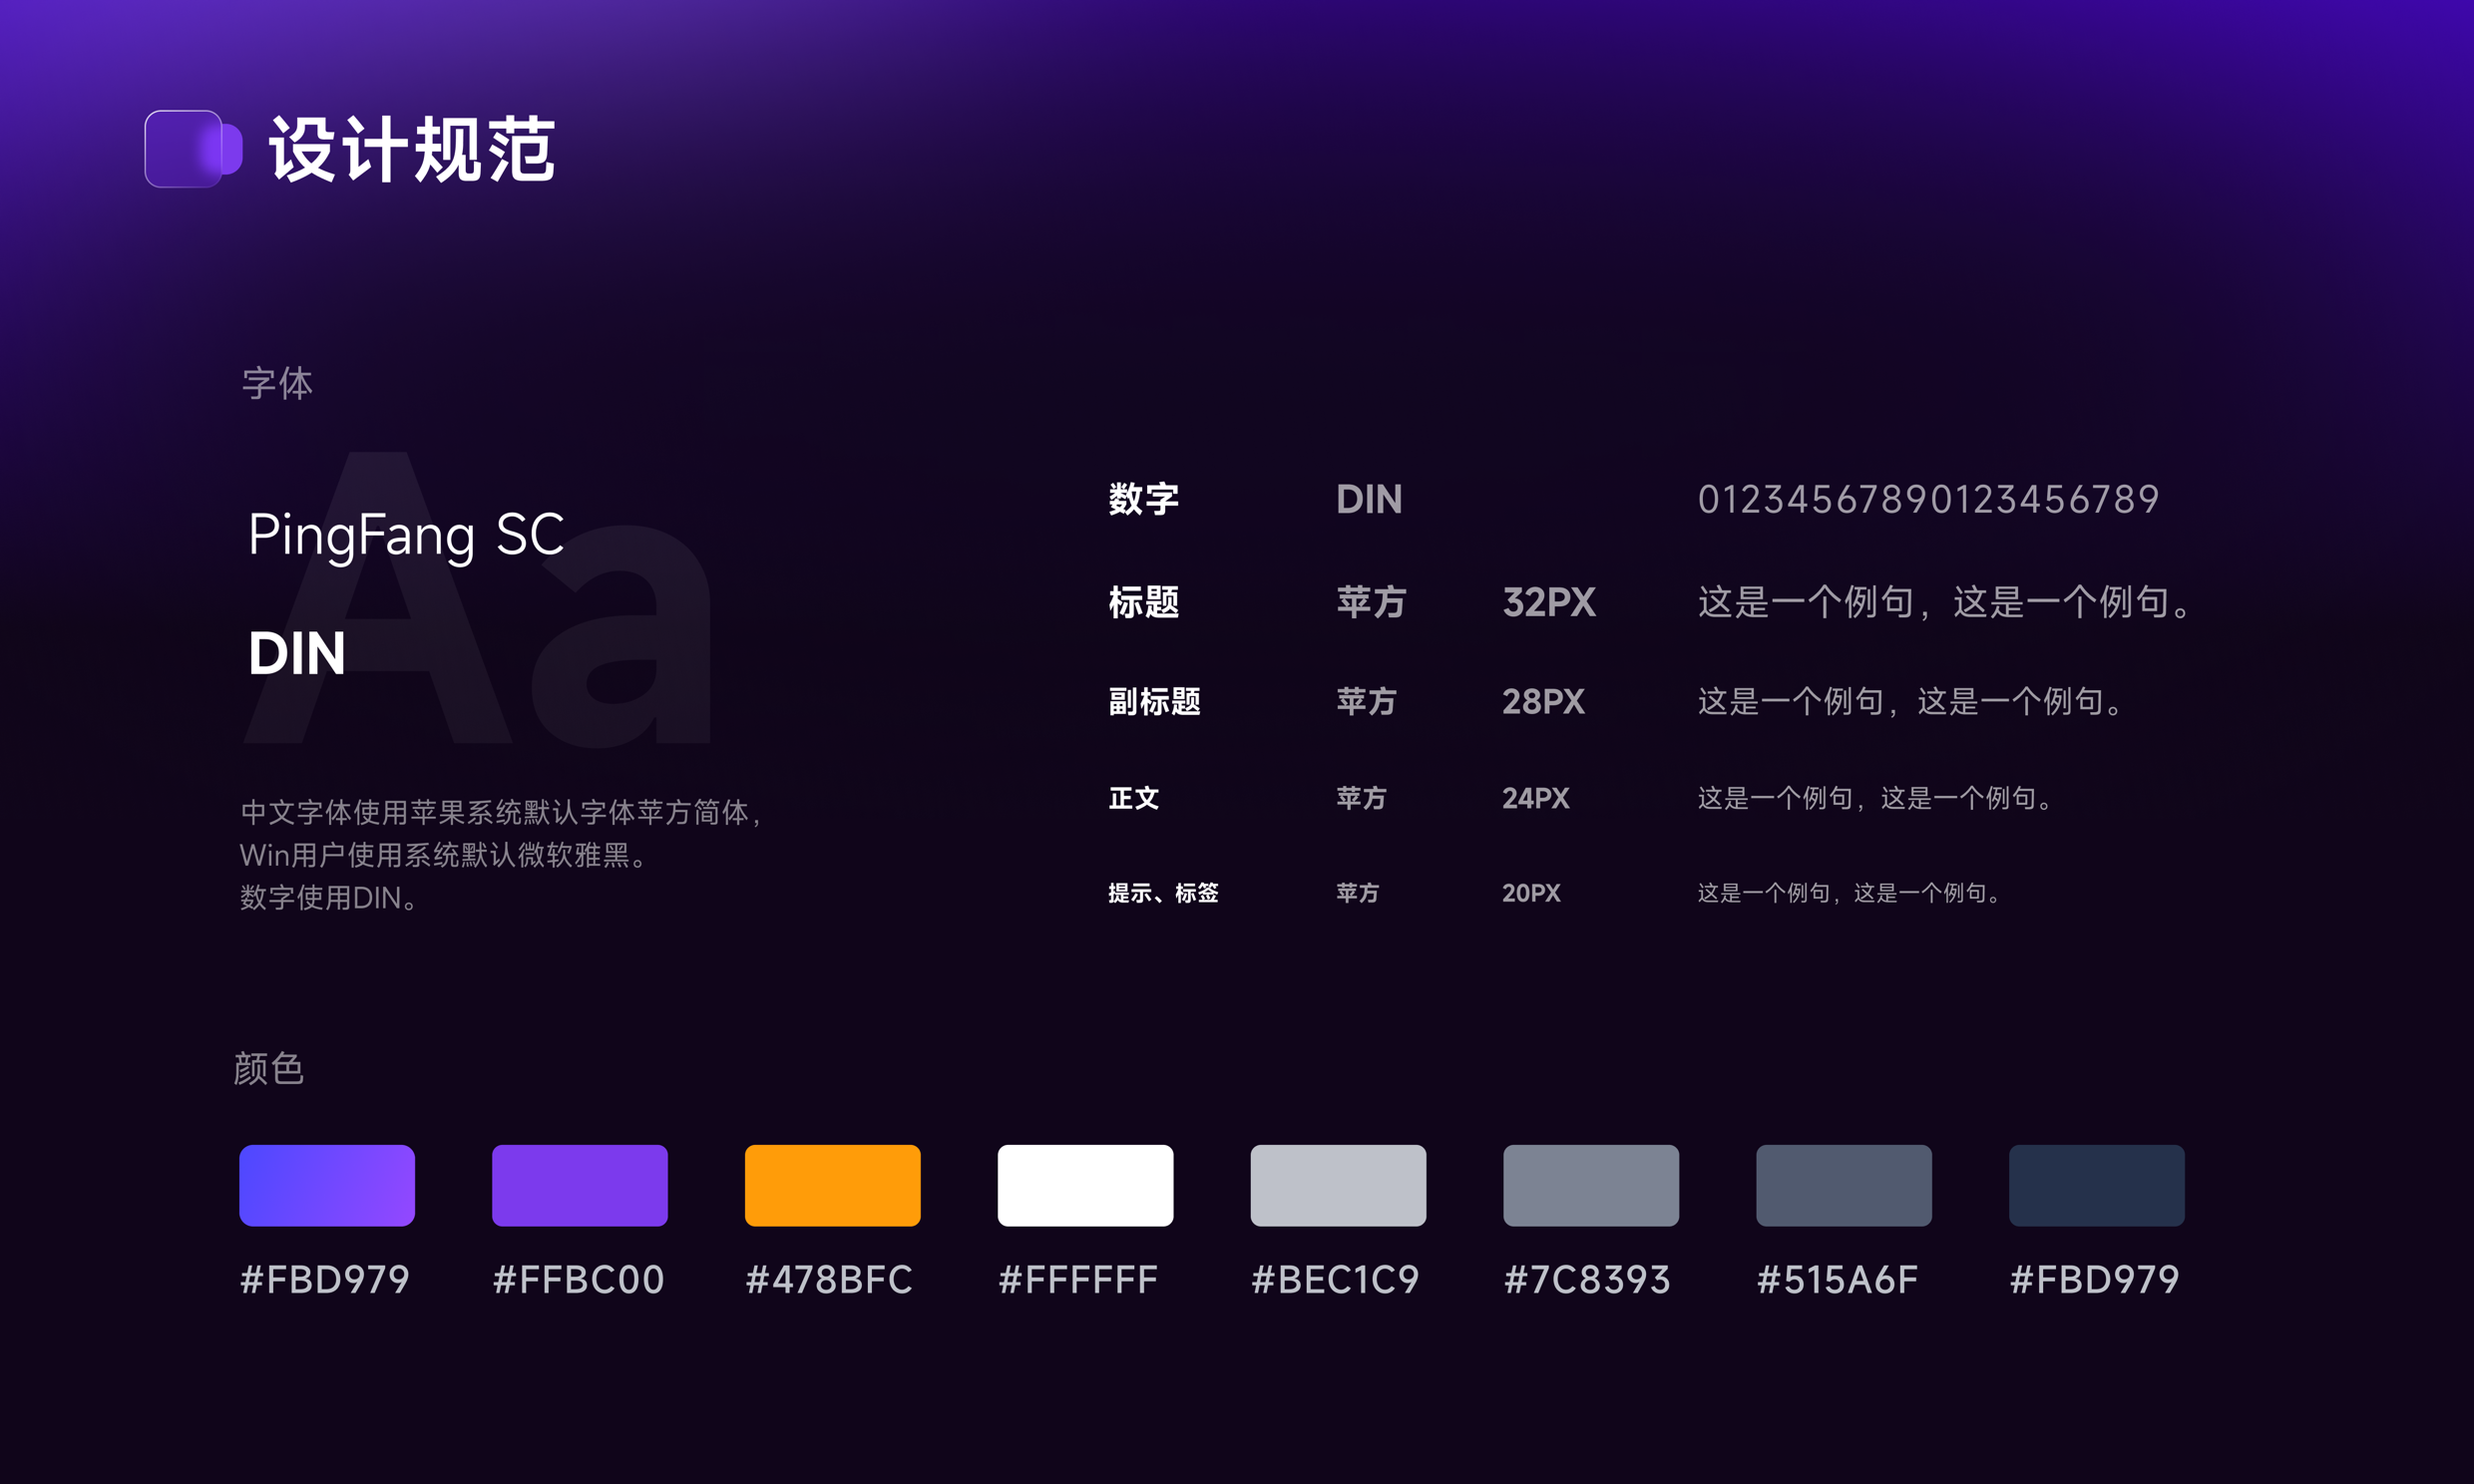 设计规范
字体
Aa
PingFang SC
DIN
中文字体使用苹果系统默认字体苹方简体，
Win用户使用系统默认微软雅黑。
数字使用DIN。
数字 DIN 01234567890123456789
标题 苹方 32PX 这是一个例句，这是一个例句。
副标题 苹方 28PX 这是一个例句，这是一个例句。
正文 苹方 24PX 这是一个例句，这是一个例句。
提示、标签 苹方 20PX 这是一个例句，这是一个例句。
颜色
#FBD979 #FFBC00 #478BFC #FFFFFF #BEC1C9 #7C8393 #515A6F #FBD979